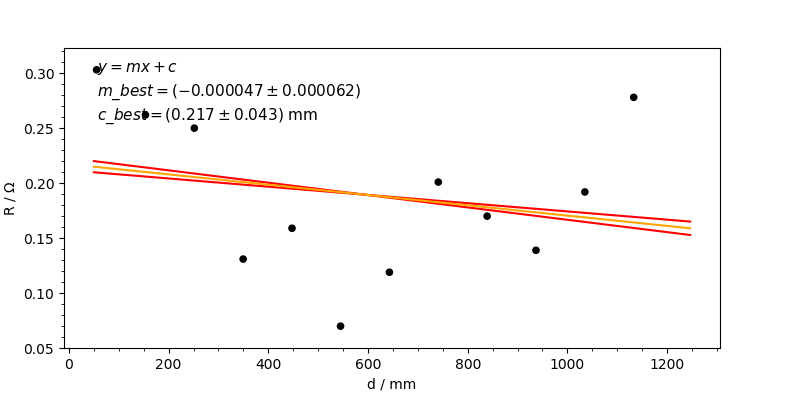 y = mx + c
m_best = (−0.000047 ± 0.000062)
c_best = (0.217 ± 0.043) mm
0.30
0.25
0.20
0.15
0.10
0.05
R / Ω
0 200 400 600 800 1000 1200
d / mm